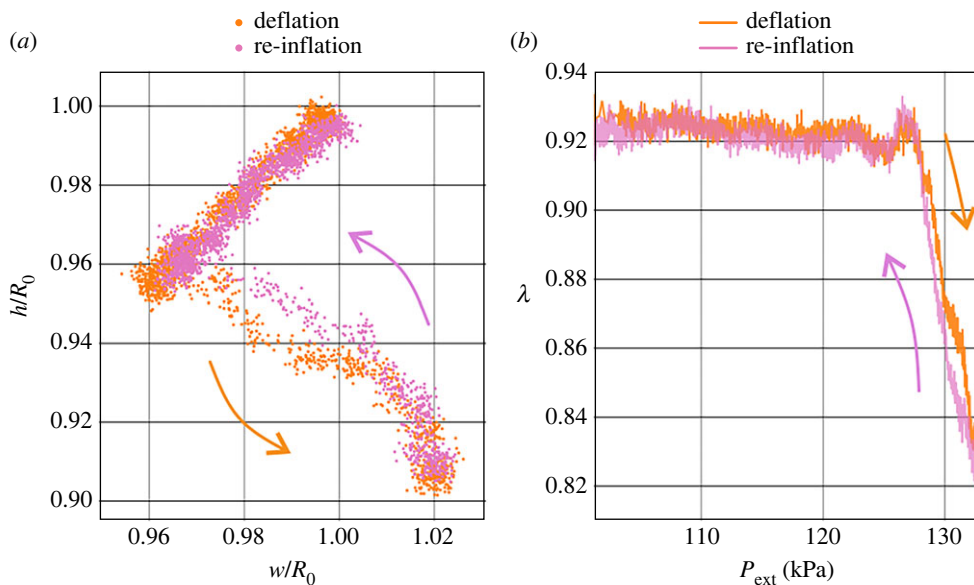 (a)
deflation
re-inflation
1.00
0.98
0.96
0.94
0.92
0.90
h/R0
0.96 0.98 1.00 1.02
w/R0
(b)
deflation
re-inflation
0.94
0.92
0.90
0.88
0.86
0.84
0.82
λ
110 120 130
Pext (kPa)